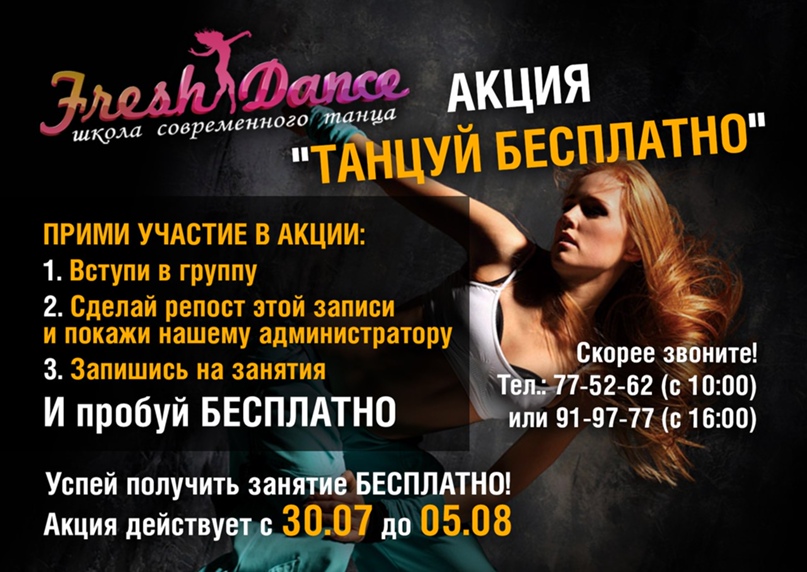 Fresh Dance
школа современного танца
АКЦИЯ
"ТАНЦУЙ БЕСПЛАТНО"
ПРИМИ УЧАСТИЕ В АКЦИИ:
1. Вступи в группу
2. Сделай репост этой записи
и покажи нашему администратору
3. Запишись на занятия
И пробуй БЕСПЛАТНО
Скорее звоните!
Тел.: 77-52-62 (с 10:00)
или 91-97-77 (с 16:00)
Успей получить занятие БЕСПЛАТНО!
Акция действует с 30.07 до 05.08